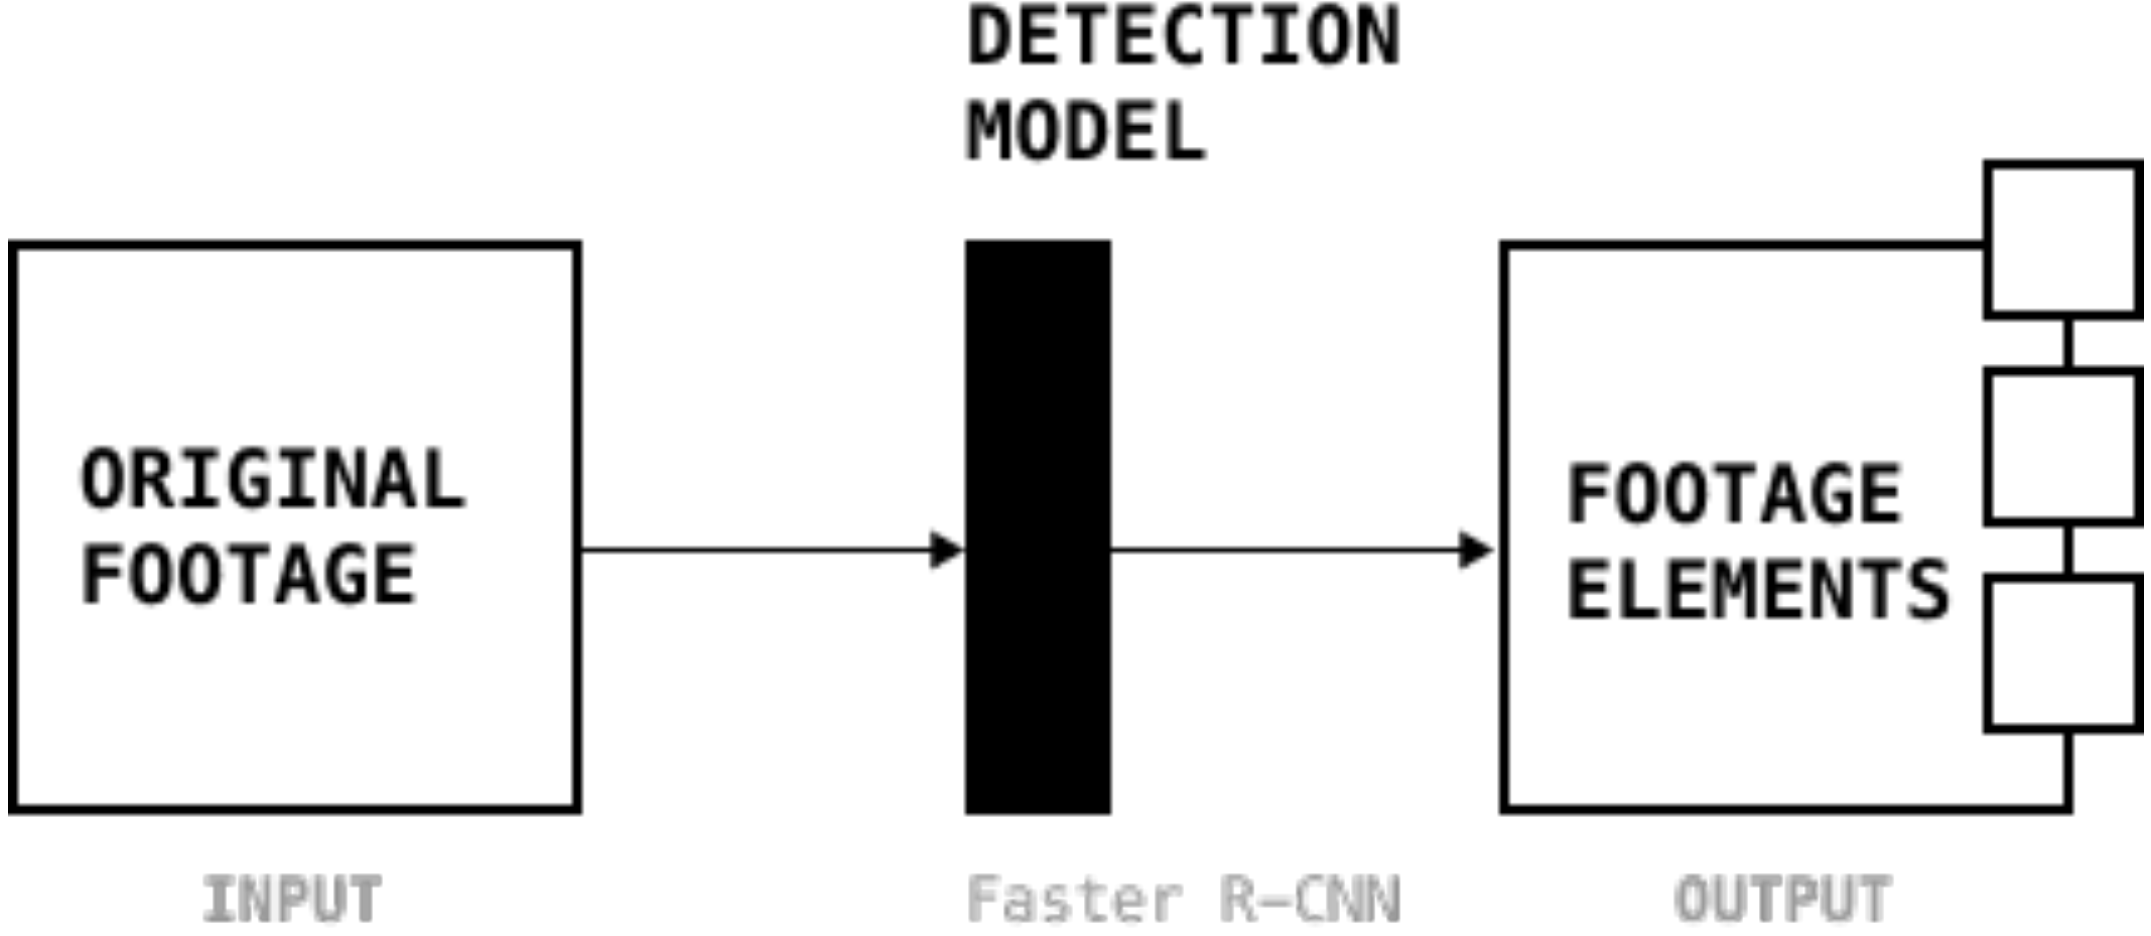 DETECTION
MODEL
ORIGINAL
FOOTAGE
FOOTAGE
ELEMENTS
INPUT
Faster R-CNN
OUTPUT